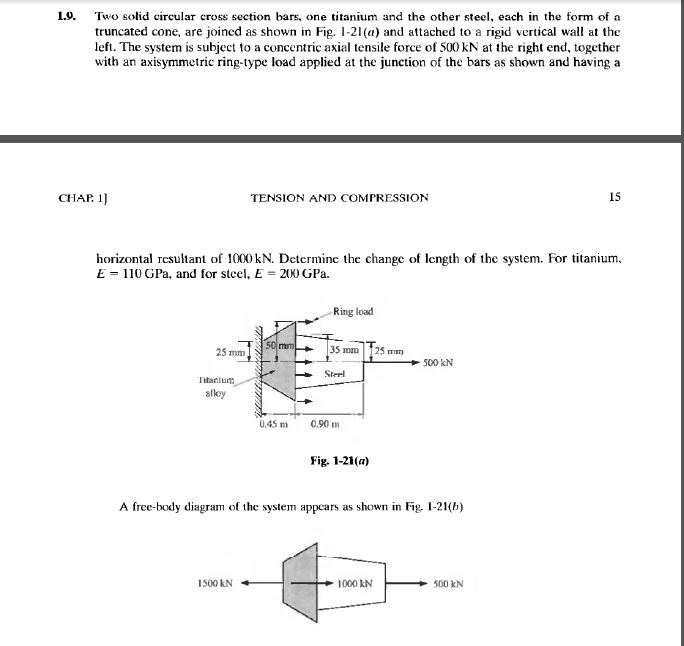 1.9. Two solid circular cross section bars, one titanium and the other steel, each in the form of a
truncated cone, are joined as shown in Fig. 1-21(a) and attached to a rigid vertical wall at the
left. The system is subject to a concentric axial tensile force of 500 kN at the right end, together
with an axisymmetric ring-type load applied at the junction of the bars as shown and having a
CHAP. 1]
TENSION AND COMPRESSION
15
horizontal resultant of 1000 kN. Determine the change of length of the system. For titanium,
E = 110 GPa, and for steel, E = 200 GPa.
Ring load
50 mm
25 mm
35 mm
25 mm
500 kN
Steel
Titanium
alloy
0.45 m
0.90 m
Fig. 1-21(a)
A free-body diagram of the system appears as shown in Fig. 1-21(b)
1500 kN
1000 kN
500 kN